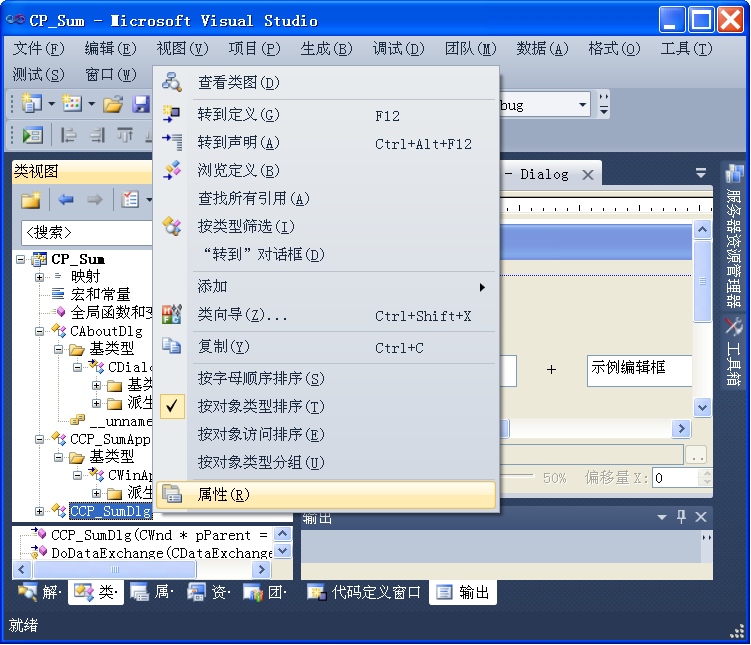 CP_Sum - Microsoft Visual Studio
文件(F) 编辑(E) 视图(V) 项目(P) 生成(B) 调试(D) 团队(M) 数据(A) 格式(O) 工具(T)
测试(S) 窗口(W)
查看类图(D)
转到定义(G) F12
转到声明(A) Ctrl+Alt+F12
浏览定义(B)
查找所有引用(A)
按类型筛选(I)
“转到”对话框(D)
添加
类向导(Z)... Ctrl+Shift+X
复制(Y) Ctrl+C
按字母顺序排序(S)
按对象类型排序(T)
按对象访问排序(E)
按对象类型分组(U)
属性(R)
bug
- Dialog
类视图
<搜索>
CP_Sum
映射
宏和常量
全局函数和变
CAboutDlg
基类型
CDialo
基类
派生
__unname
CCP_SumApp
基类型
CWinAp
派生
CCP_SumDlg
CCP_SumDlg(CWnd * pParent =
DoDataExchange(CDataExchange
+
示例编辑框
50% 偏移量 X: 0
服务器资源管理器
工具箱
输出
解· 类· 属· 资· 团· 代码定义窗口 输出
就绪